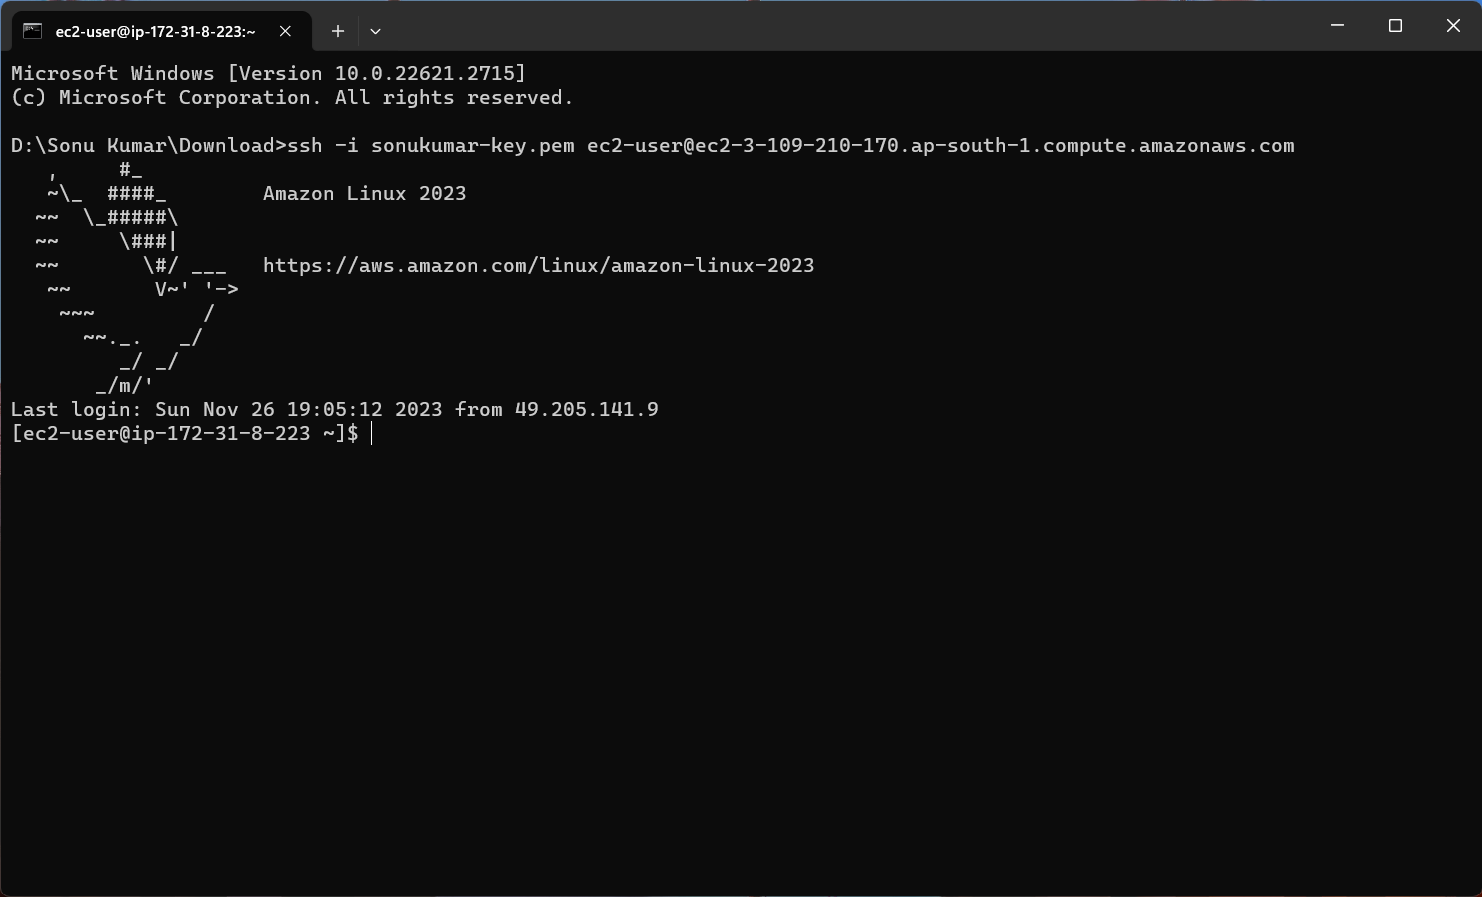 ec2-user@ip-172-31-8-223:~
Microsoft Windows [Version 10.0.22621.2715]
(c) Microsoft Corporation. All rights reserved.
D:\Sonu Kumar\Download>ssh -i sonukumar-key.pem ec2-user@ec2-3-109-210-170.ap-south-1.compute.amazonaws.com
   ,     #_
   ~\_  ####_        Amazon Linux 2023
  ~~  \_#####\
  ~~     \###|
  ~~       \#/ ___   https://aws.amazon.com/linux/amazon-linux-2023
   ~~       V~' '->
    ~~~         /
      ~~._.   _/
         _/ _/
       _/m/'
Last login: Sun Nov 26 19:05:12 2023 from 49.205.141.9
[ec2-user@ip-172-31-8-223 ~]$